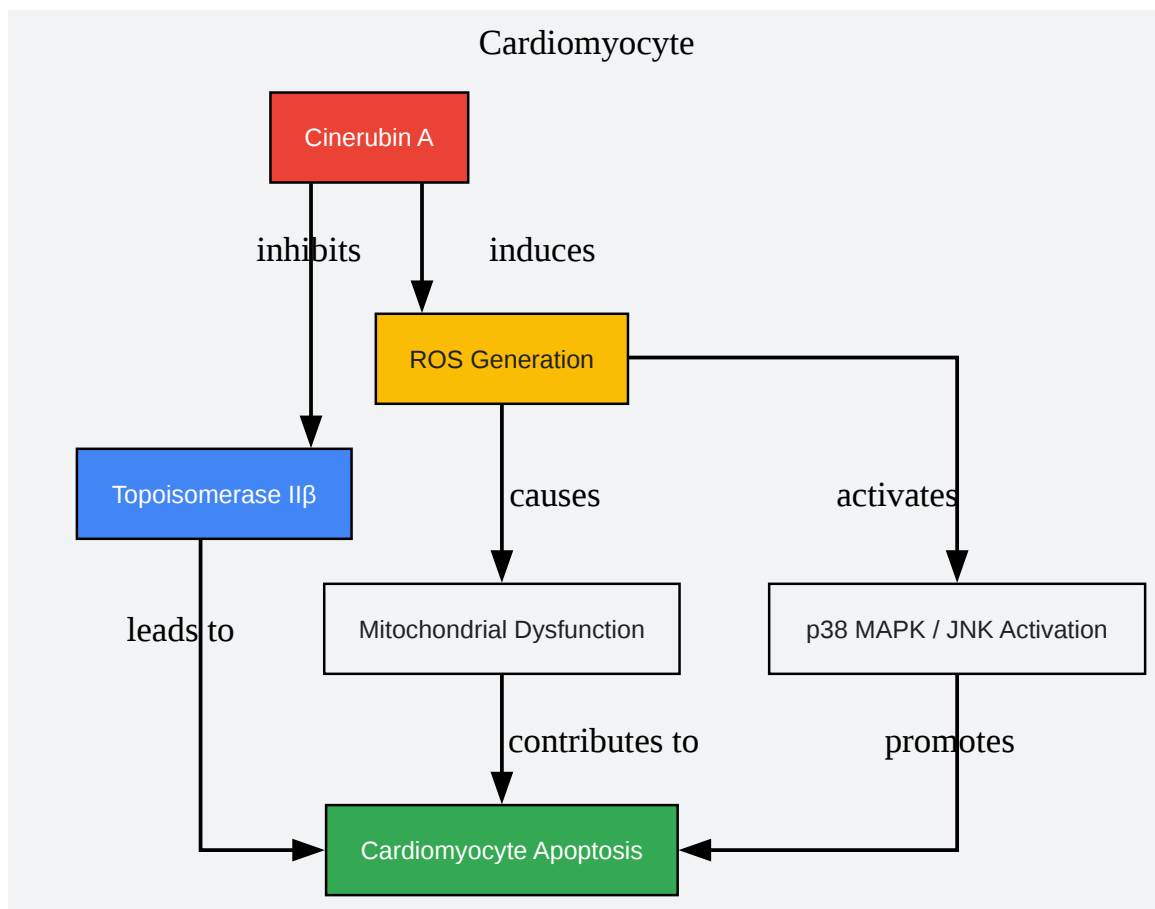 Cardiomyocyte
Cinerubin A
inhibits
induces
ROS Generation
Topoisomerase IIβ
causes
activates
leads to
Mitochondrial Dysfunction
p38 MAPK / JNK Activation
contributes to
promotes
Cardiomyocyte Apoptosis